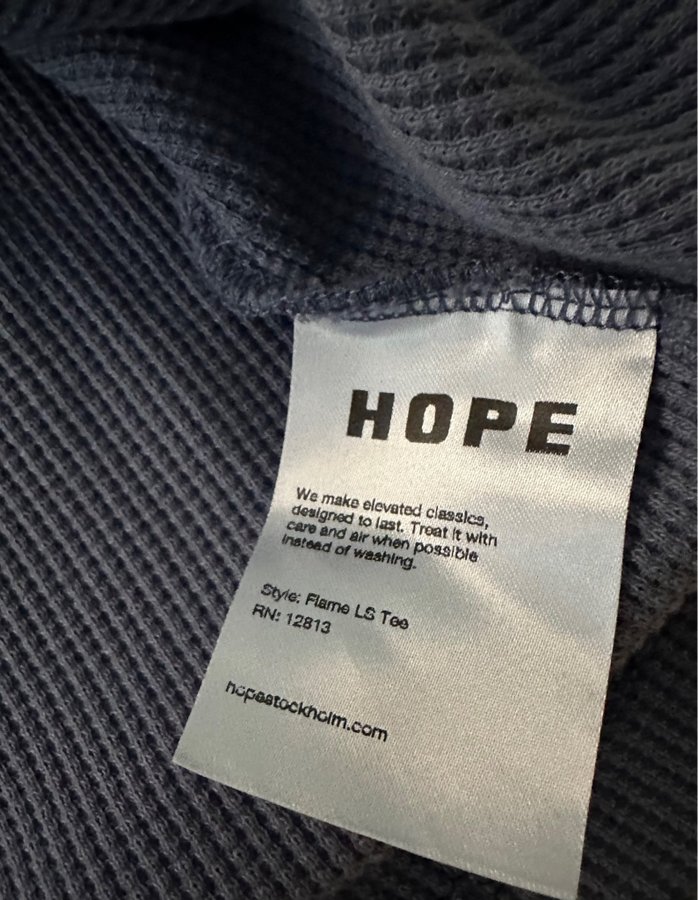 HOPE
We make elevated classics,
designed to last. Treat it with
care and air when possible
instead of washing.
Style: Flame LS Tee
RN: 12813
hopestockholm.com